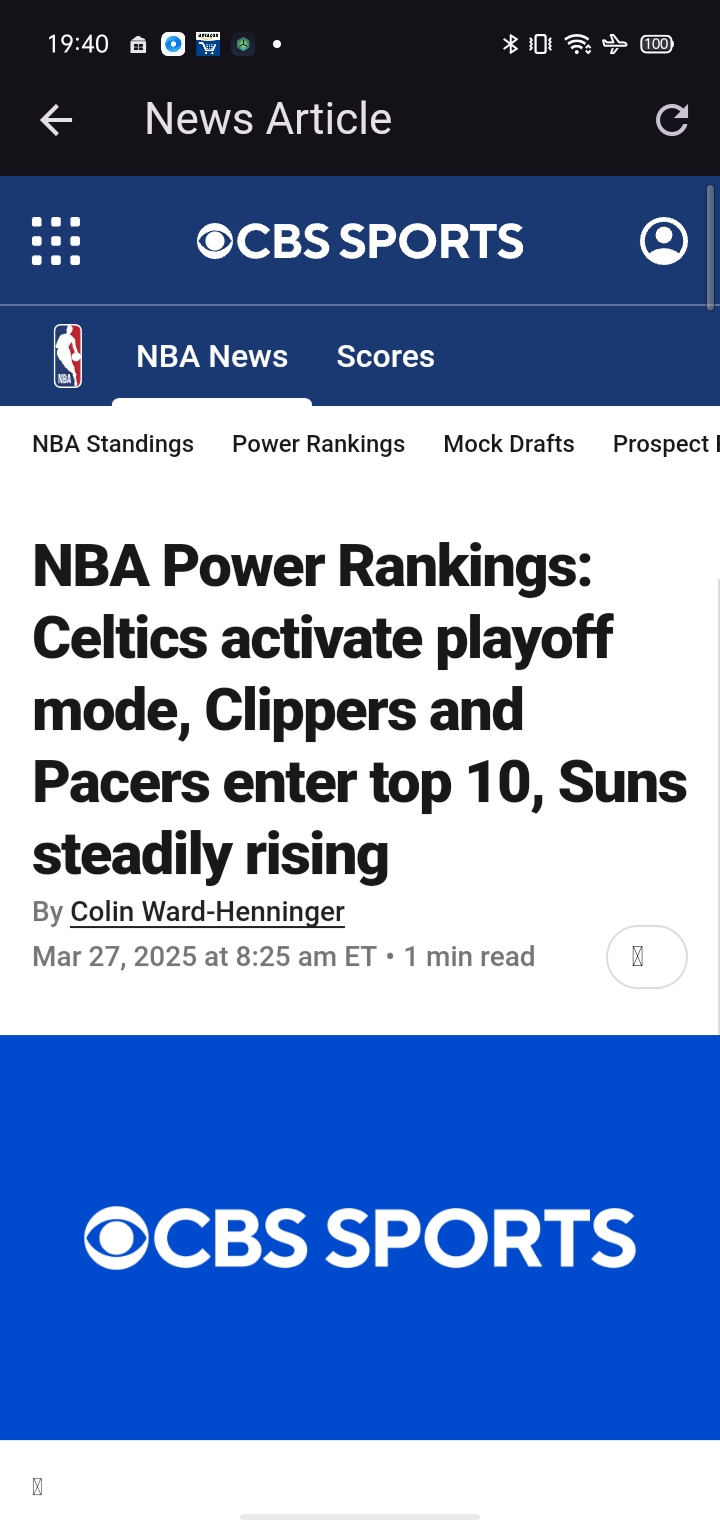 19:40
100
News Article
CBS SPORTS
NBA
NBA News
Scores
NBA Standings
Power Rankings
Mock Drafts
Prospect
NBA Power Rankings:
Celtics activate playoff
mode, Clippers and
Pacers enter top 10, Suns
steadily rising
By Colin Ward-Henninger
Mar 27, 2025 at 8:25 am ET • 1 min read
CBS SPORTS